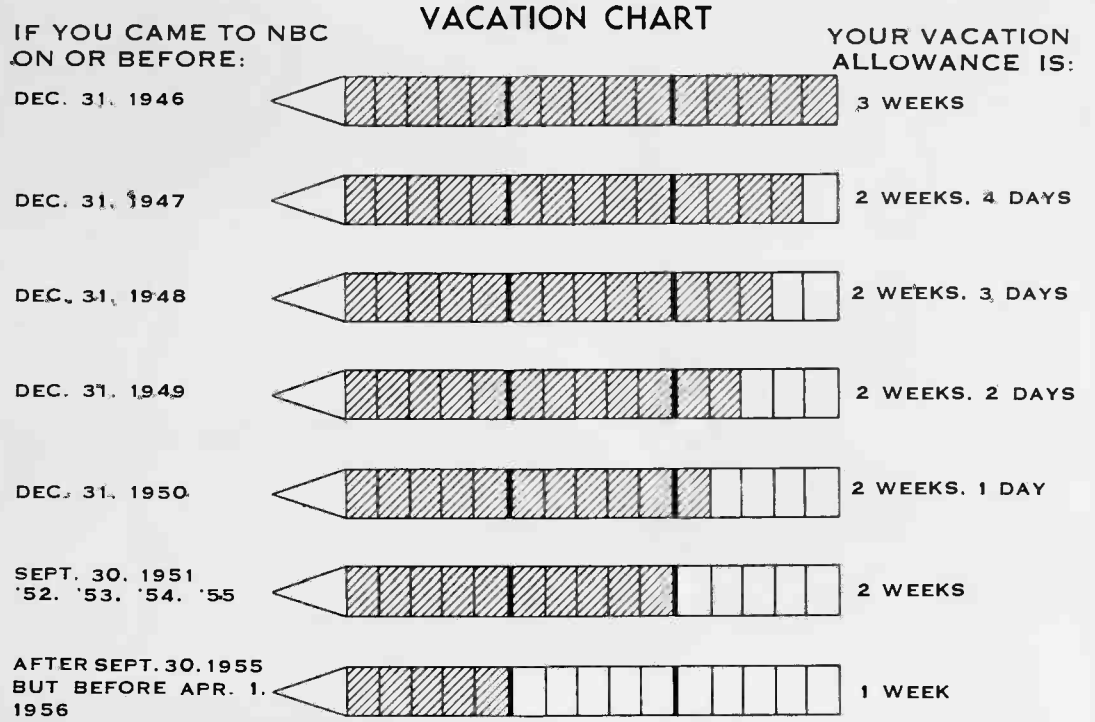 VACATION CHART
IF YOU CAME TO NBC
ON OR BEFORE:
YOUR VACATION
ALLOWANCE IS:
DEC. 31, 1946
3 WEEKS
DEC. 31, 1947
2 WEEKS. 4 DAYS
DEC. 31, 1948
2 WEEKS. 3 DAYS
DEC. 31. 1949
2 WEEKS. 2 DAYS
DEC. 31, 1950
2 WEEKS. 1 DAY
SEPT. 30. 1951
'52. '53. '54. '55
2 WEEKS
AFTER SEPT. 30. 1955
BUT BEFORE APR. 1.
1956
1 WEEK